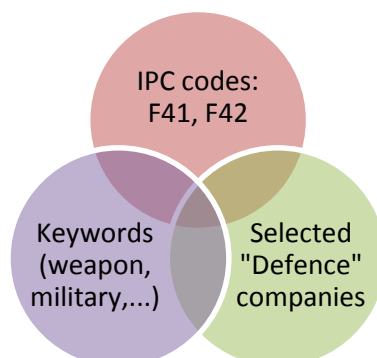 IPC codes:
F41, F42
Keywords
(weapon,
military,...)
Selected
"Defence"
companies